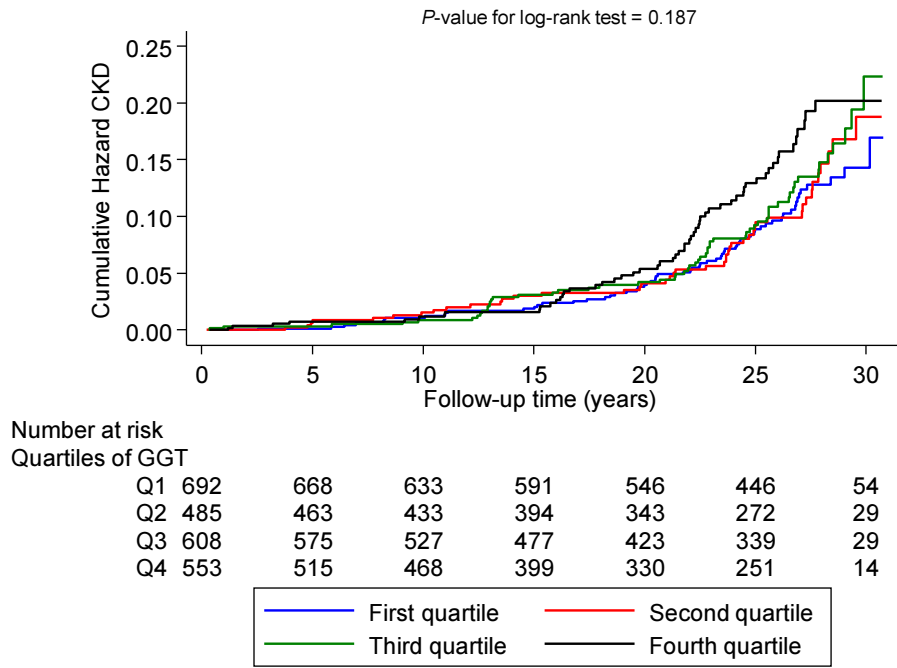 P-value for log-rank test = 0.187
Cumulative Hazard CKD
0.25
0.20
0.15
0.10
0.05
0.00
0 5 10 15 20 25 30
Follow-up time (years)
Number at risk
Quartiles of GGT
Q1 692 668 633 591 546 446 54
Q2 485 463 433 394 343 272 29
Q3 608 575 527 477 423 339 29
Q4 553 515 468 399 330 251 14
First quartile Second quartile
Third quartile Fourth quartile